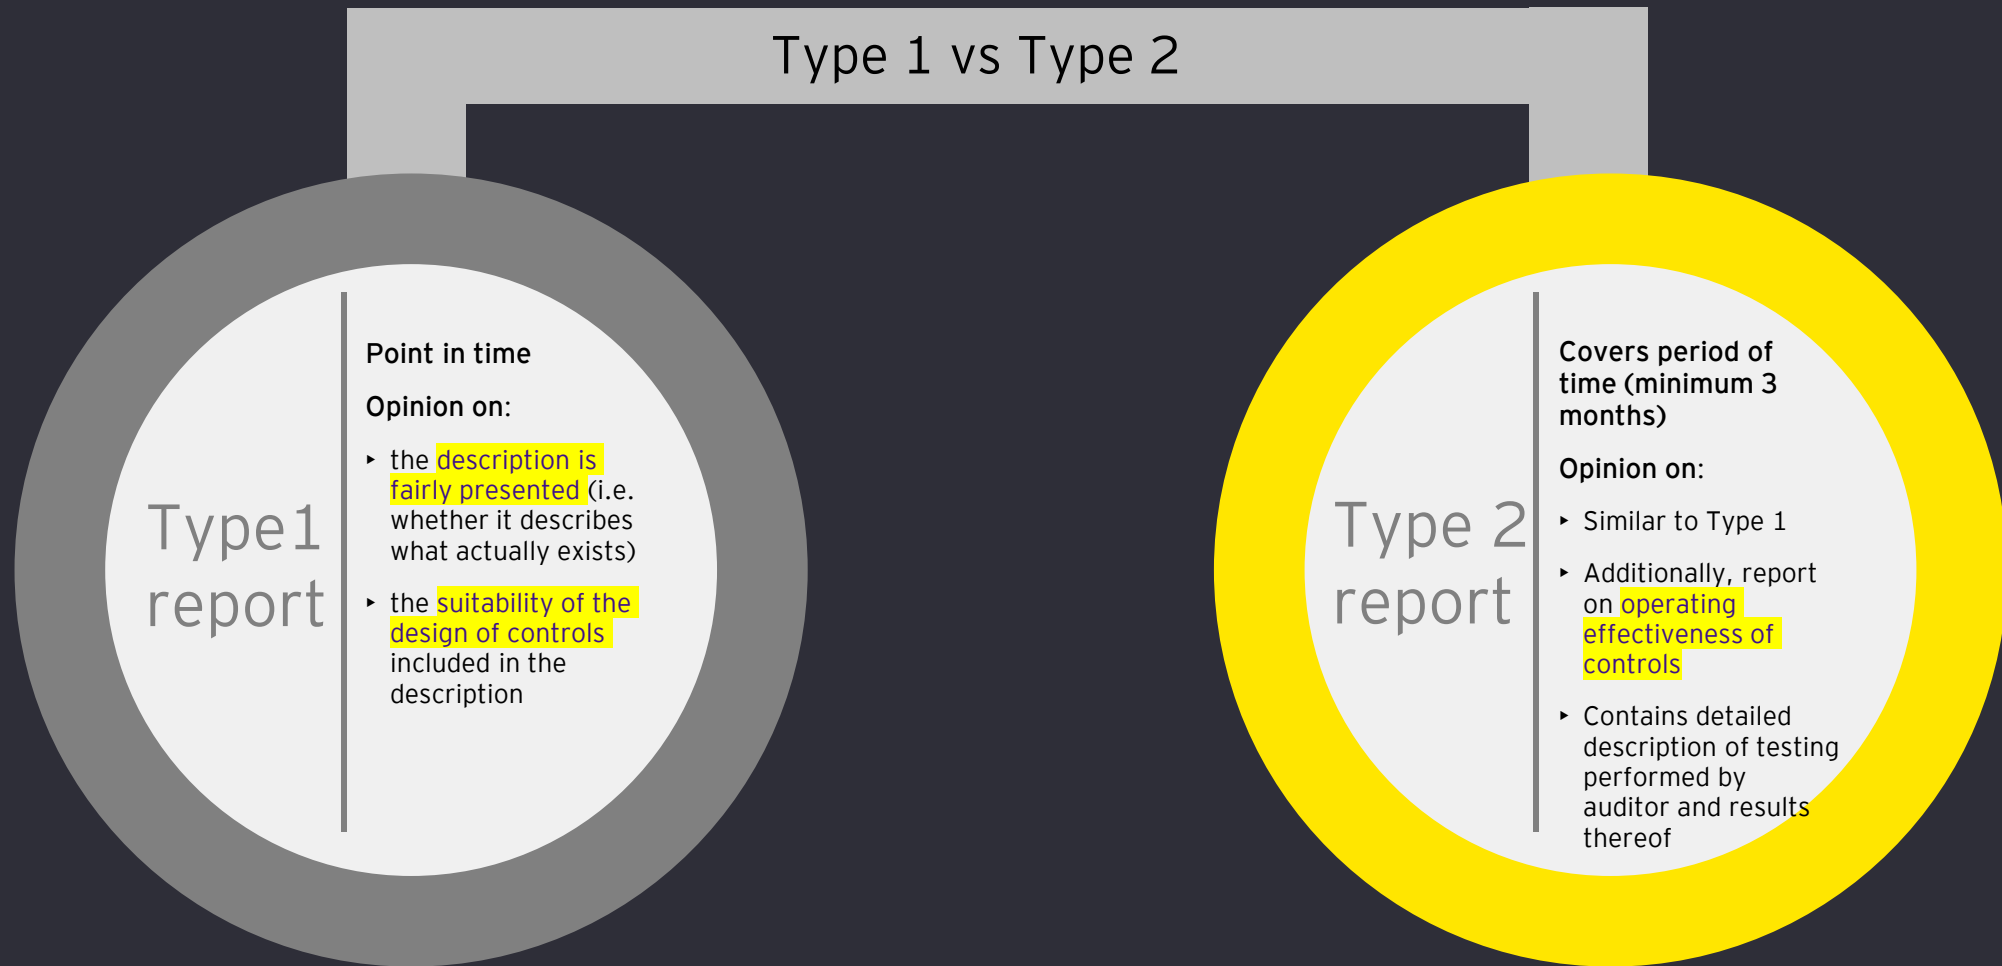 Type 1 vs Type 2
Type1
report
Point in time
Opinion on:
‣ the description is
fairly presented (i.e.
whether it describes
what actually exists)
‣ the suitability of the
design of controls
included in the
description
Type 2
report
Covers period of
time (minimum 3
months)
Opinion on:
‣ Similar to Type 1
‣ Additionally, report
on operating
effectiveness of
controls
‣ Contains detailed
description of testing
performed by
auditor and results
thereof